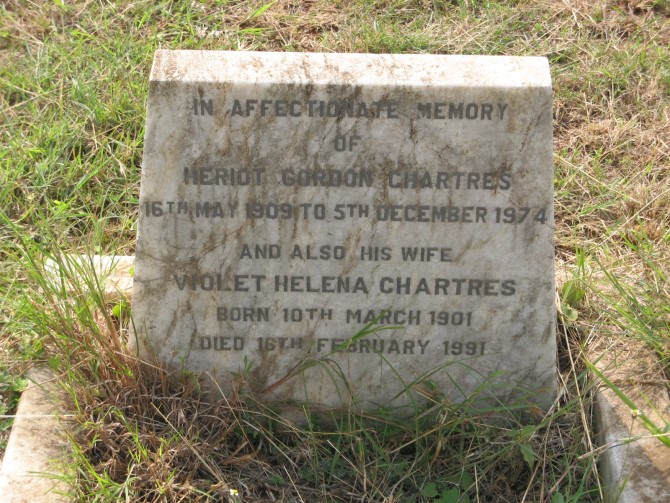 IN AFFECTIONATE MEMORY
OF
HERIOT GORDON CHARTRES
16TH MAY 1909 TO 5TH DECEMBER 1974
AND ALSO HIS WIFE
VIOLET HELENA CHARTRES
BORN 10TH MARCH 1901
DIED 16TH FEBRUARY 1991